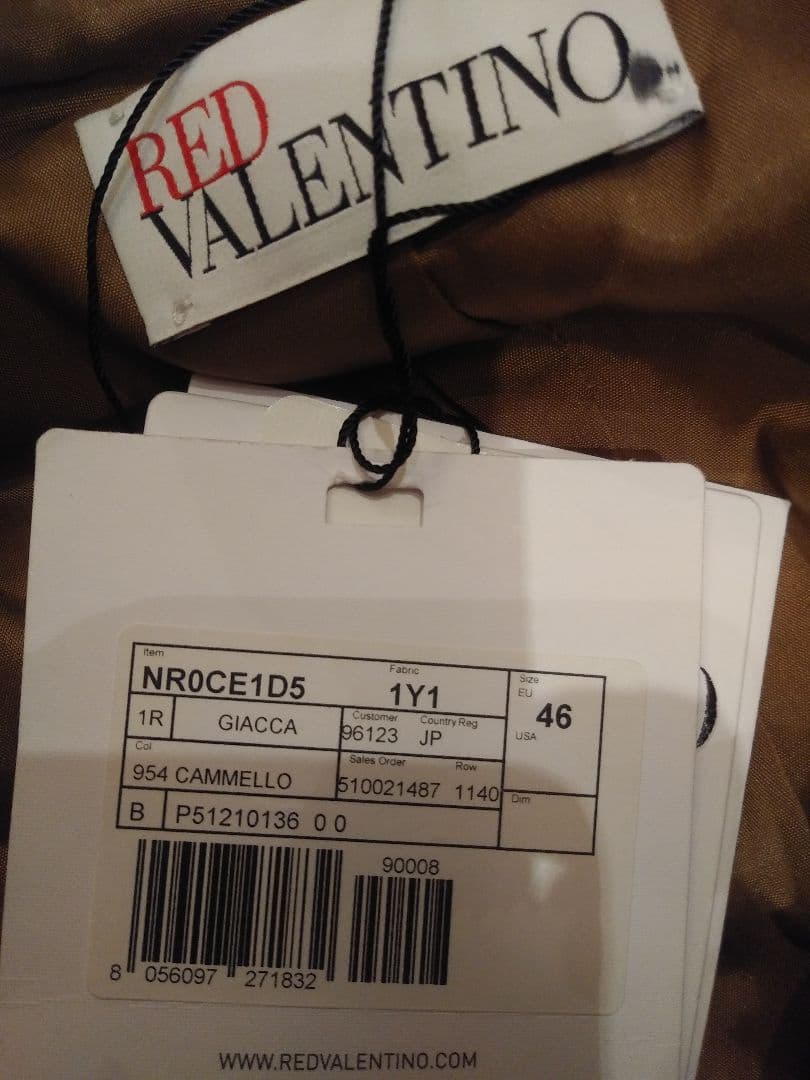 RED
VALENTINO
Item
NR0CE1D5
Fabric
1Y1
Size
EU
46
USA
1R
GIACCA
Customer
96123
Country Reg
JP
Col
954 CAMMELLO
Sales Order
510021487
Row
1140
Dim
B
P51210136 0 0
90008
8 056097 271832
WWW.REDVALENTINO.COM